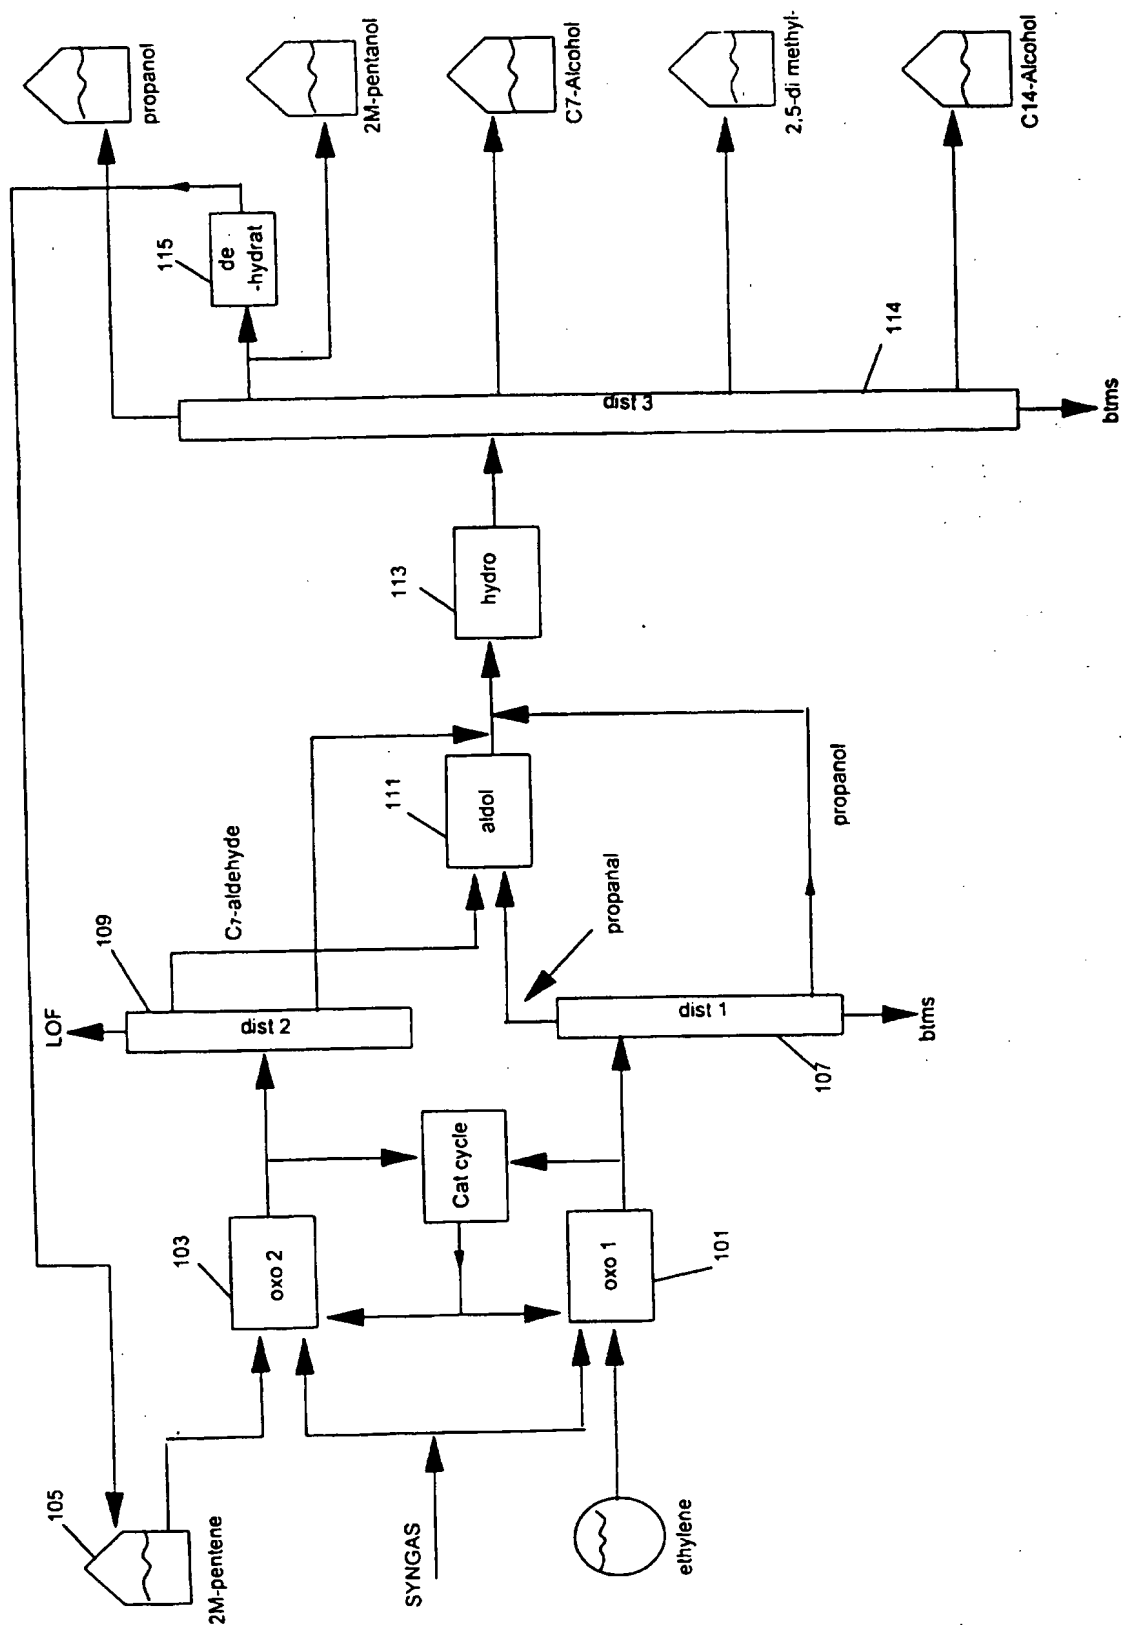 105
2M-pentene
SYNGAS
ethylene
103
oxo 2
Cat cycle
oxo 1
101
LOF
109
dist 2
C7-aldehyde
dist 1
107
btms
propanal
propanol
111
aldol
113
hydro
115
de
-hydrat
dist 3
114
btms
propanol
2M-pentanol
C7-Alcohol
2,5-di methyl-
C14-Alcohol